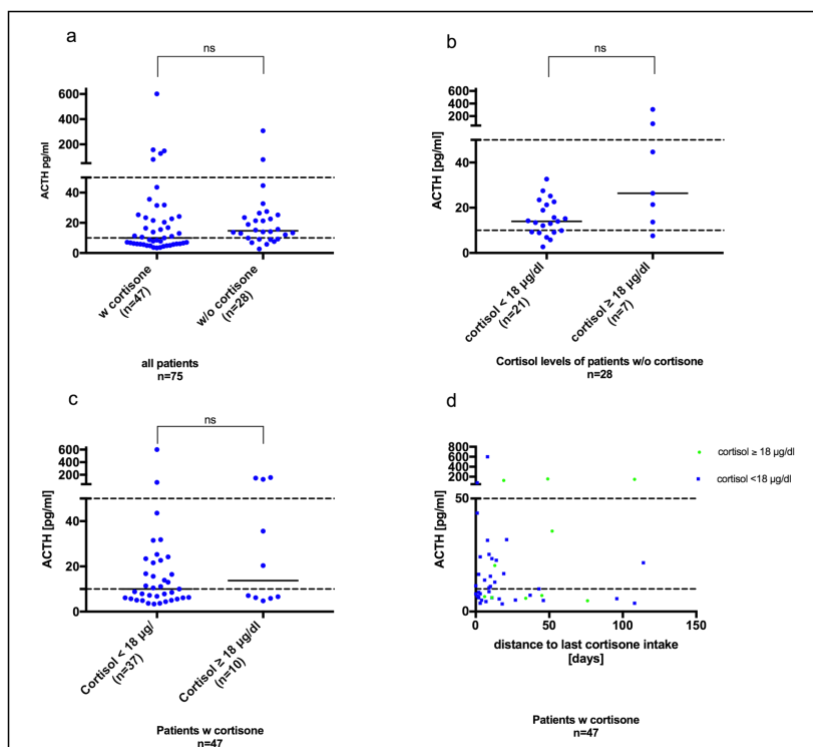 a
ns
ACTH pg/ml
600
400
200
40
20
0
w cortisone
(n=47)
w/o cortisone
(n=28)
all patients
n=75
b
ns
ACTH [pg/ml]
600
400
200
40
20
0
cortisol < 18 µg/dl
(n=21)
cortisol ≥ 18 µg/dl
(n=7)
Cortisol levels of patients w/o cortisone
n=28
c
ns
ACTH [pg/ml]
600
400
200
40
20
0
Cortisol < 18 µg/
(n=37)
Cortisol ≥ 18 µg/dl
(n=10)
Patients w cortisone
n=47
d
ACTH [pg/ml]
800
600
400
200
50
0
0
50
100
150
distance to last cortisone intake
[days]
cortisol ≥ 18 µg/dl
cortisol <18 µg/dl
Patients w cortisone
n=47